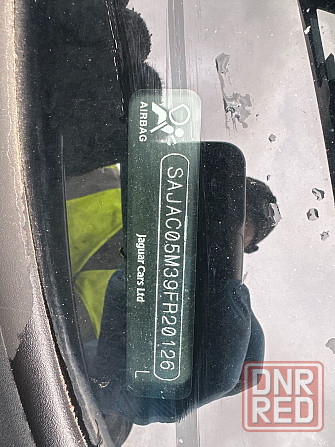 AIRBAG
SAJAC05M39FR20126
Jaguar Cars Ltd
L
DNR
RED